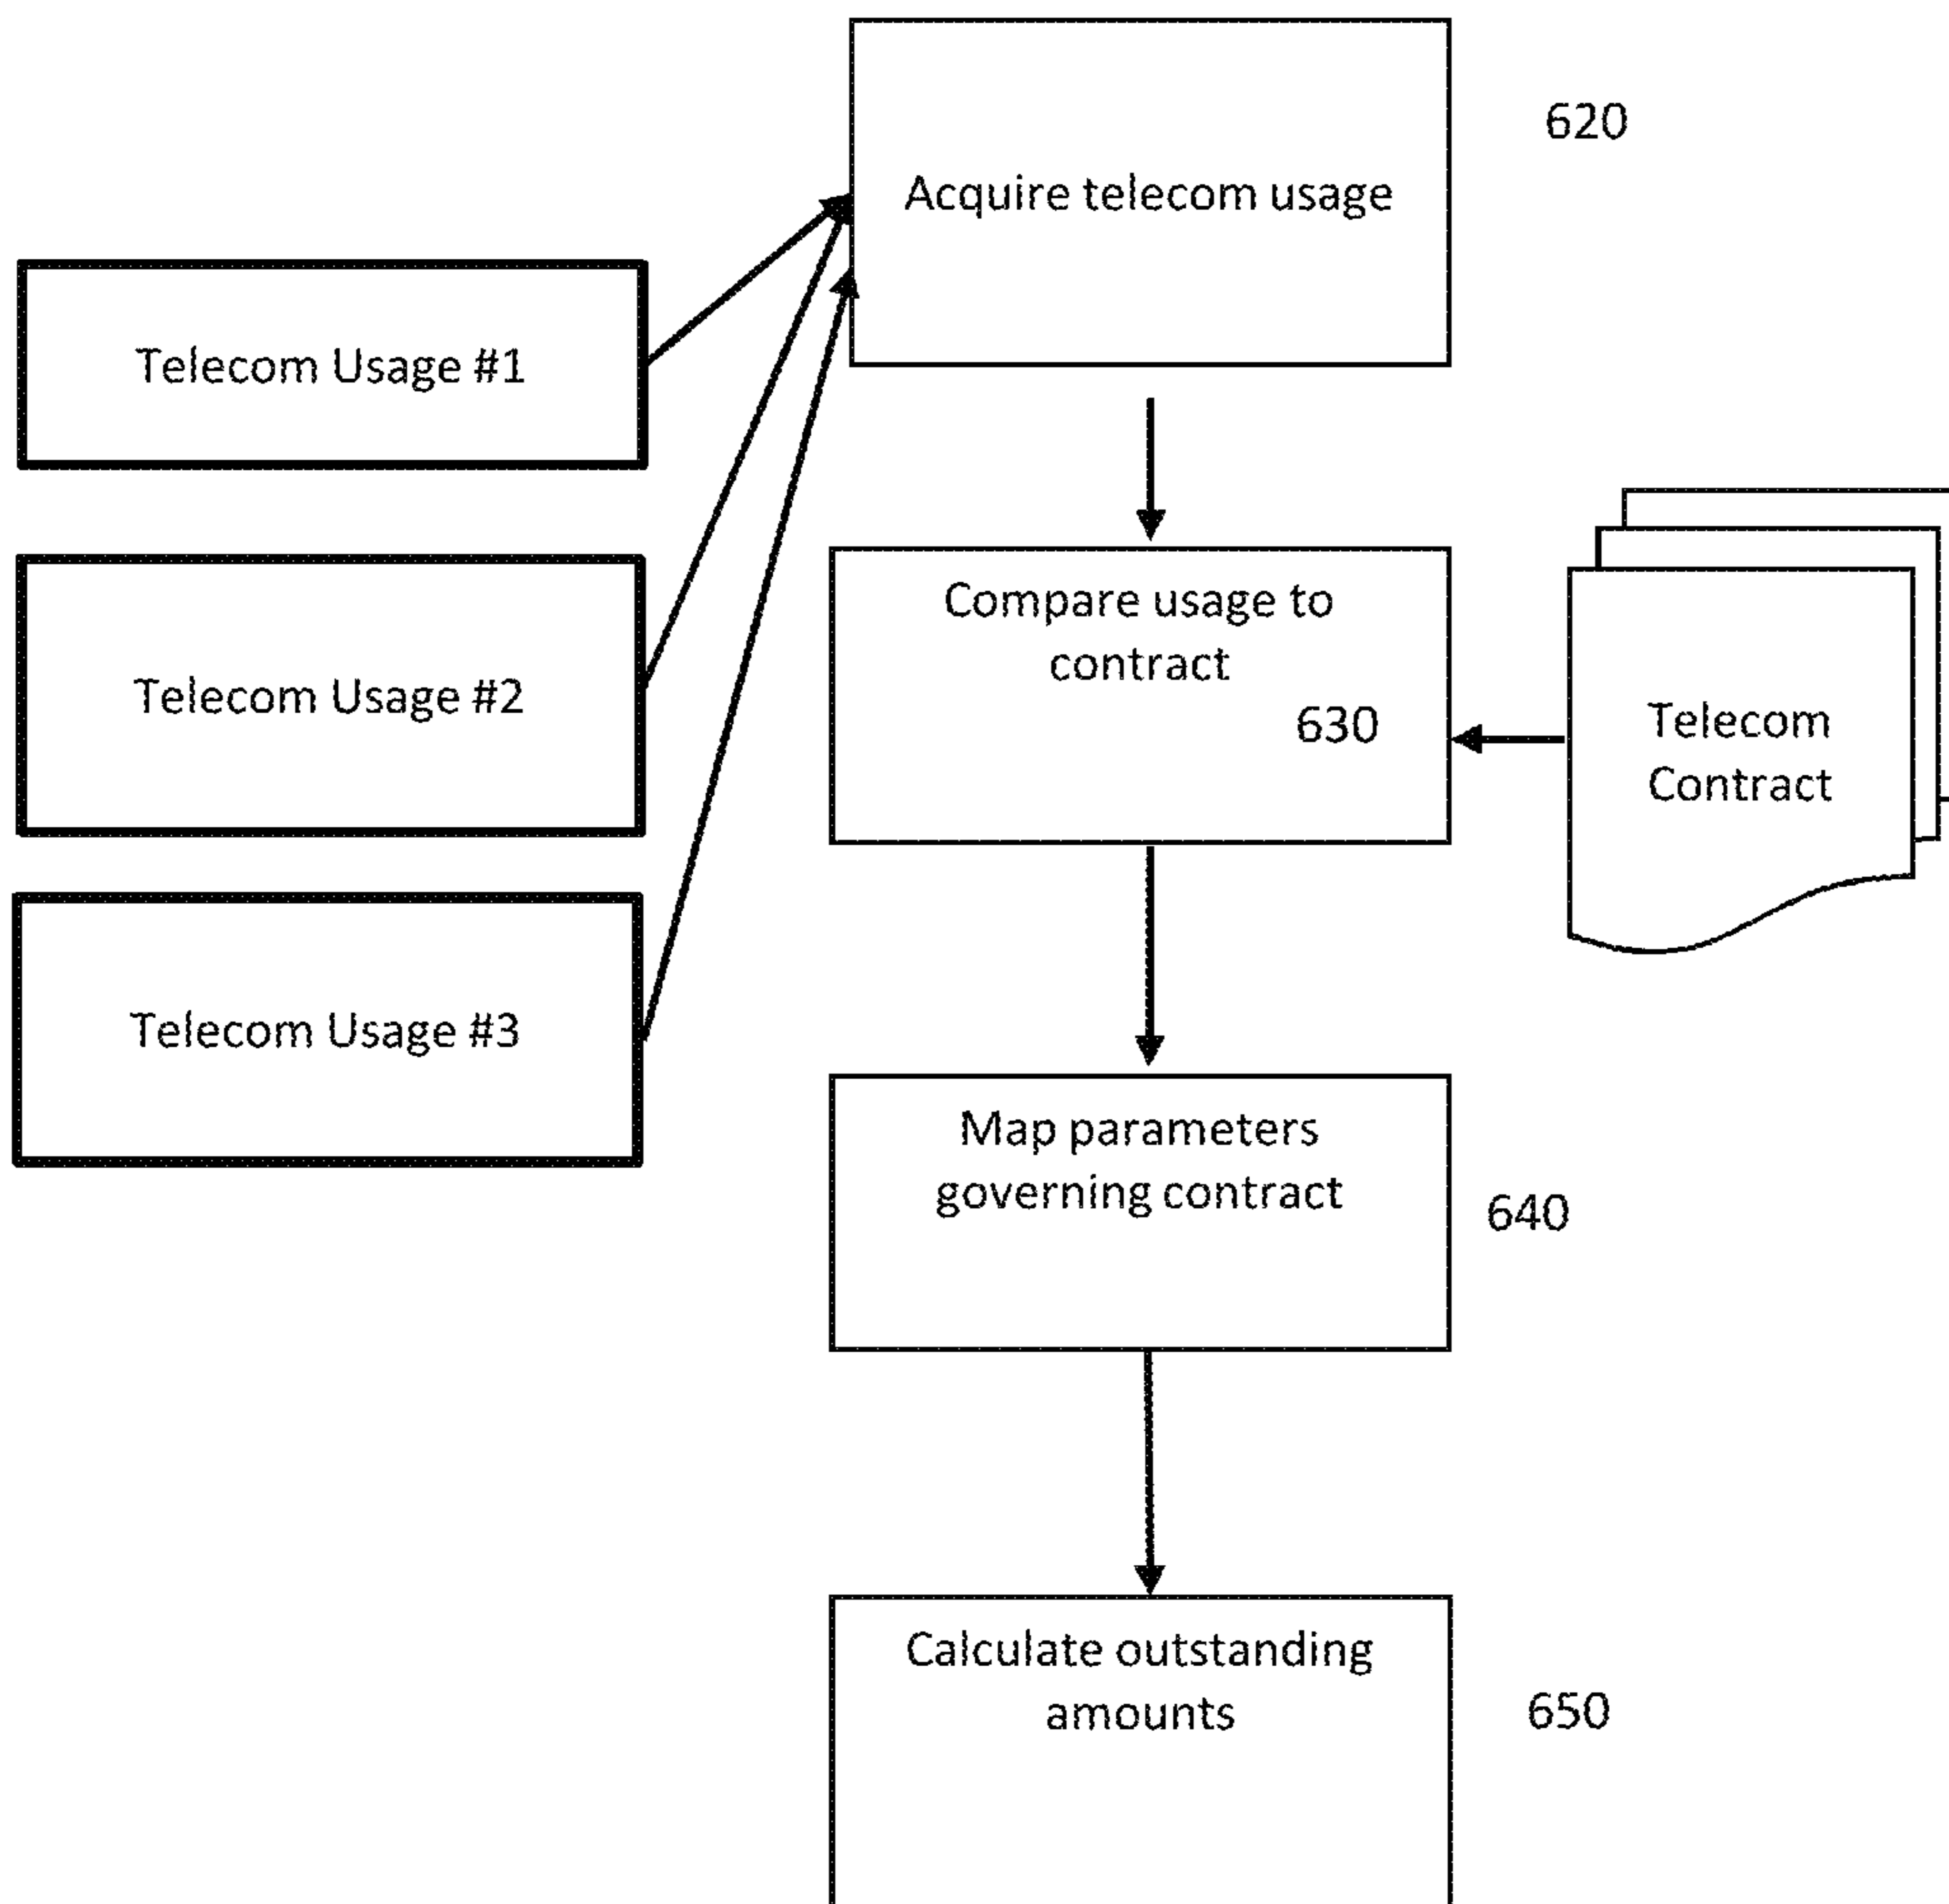 620
Acquire telecom usage
Telecom Usage #1
Compare usage to
contract
630
Telecom
Contract
Telecom Usage #2
Telecom Usage #3
Map parameters
governing contract
640
Calculate outstanding
amounts
650